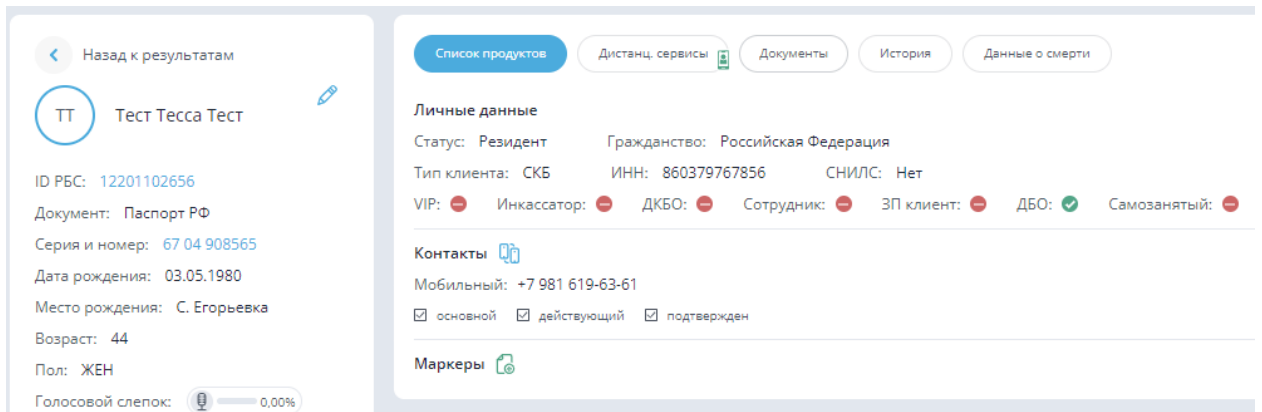 Назад к результатам
ТТ
Тест Тесса Тест
ID РБС: 12201102656
Документ: Паспорт РФ
Серия и номер: 67 04 908565
Дата рождения: 03.05.1980
Место рождения: С. Егорьевка
Возраст: 44
Пол: ЖЕН
Голосовой слепок: 0,00%
Список продуктов Дистанц. сервисы Документы История Данные о смерти
Личные данные
Статус: Резидент Гражданство: Российская Федерация
Тип клиента: СКБ ИНН: 860379767856 СНИЛС: Нет
VIP: Инкассатор: ДКБО: Сотрудник: ЗП клиент: ДБО: Самозанятый:
Контакты
Мобильный: +7 981 619-63-61
основной действующий подтвержден
Маркеры